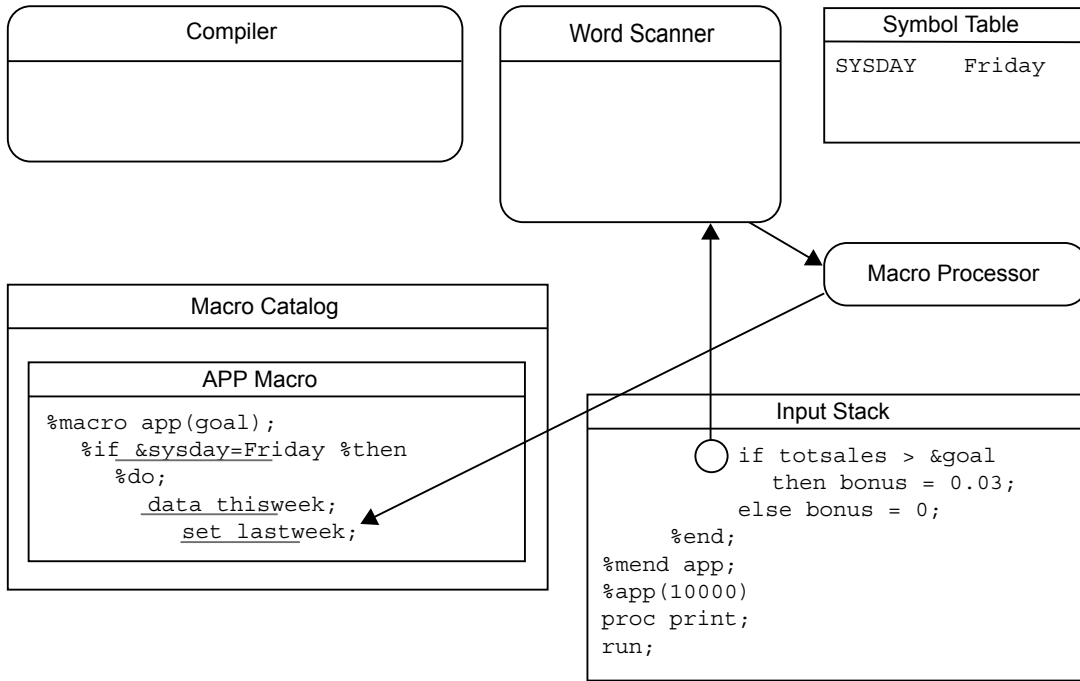 Compiler
Word Scanner
Symbol Table
SYSDAY Friday
Macro Processor
Macro Catalog
APP Macro
%macro app(goal);
%if &sysday=Friday %then
%do;
data thisweek;
set lastweek;
Input Stack
if totsales > &goal
then bonus = 0.03;
else bonus = 0;
%end;
%mend app;
%app(10000)
proc print;
run;